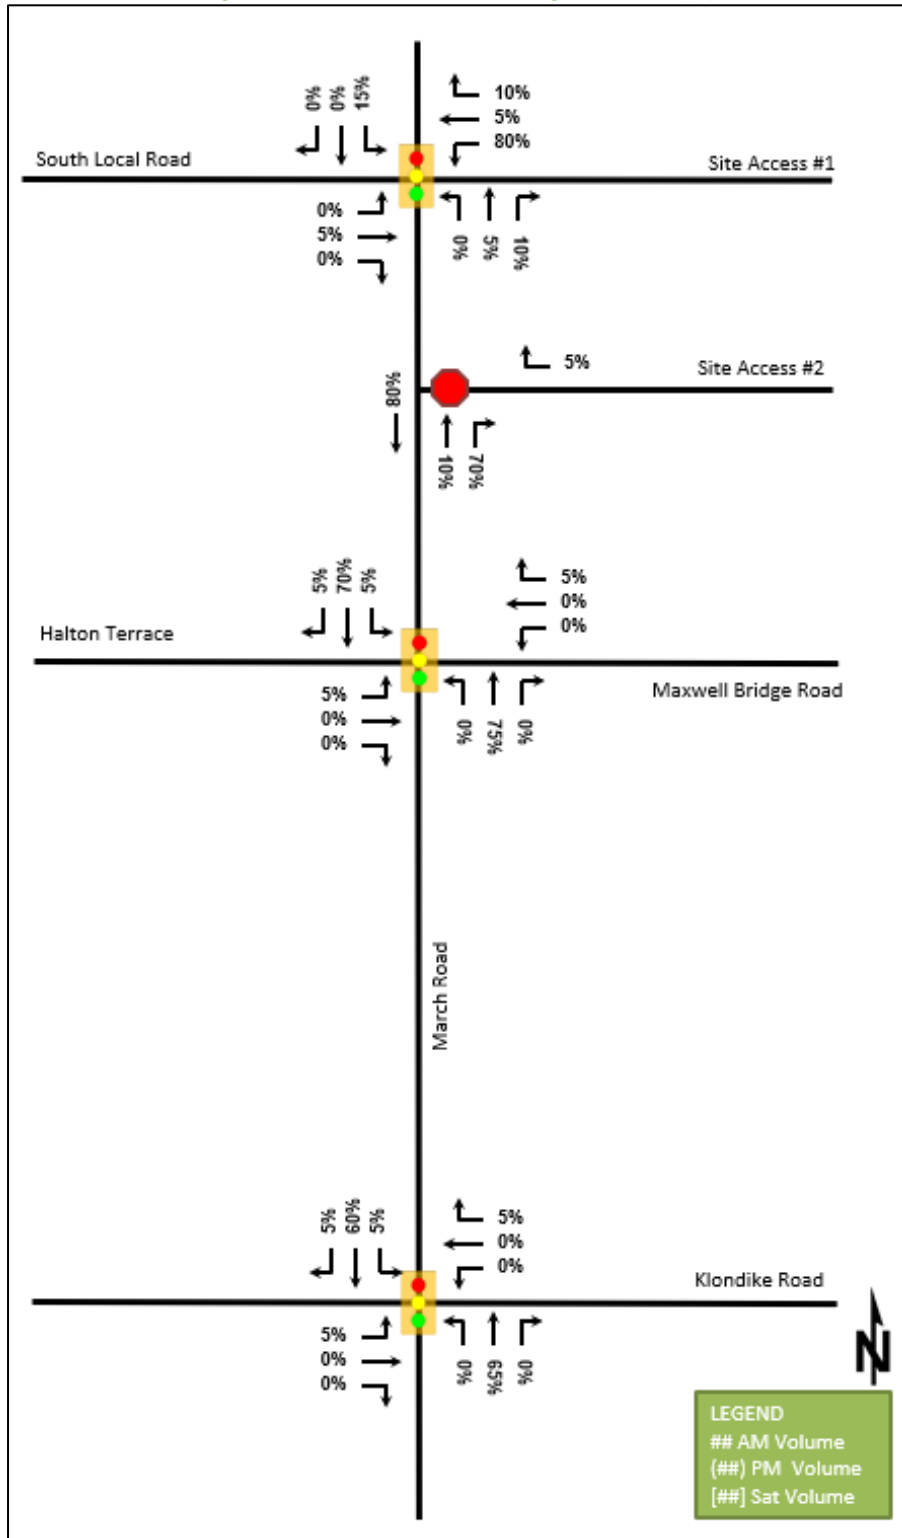 0% 0% 15%
10%
5%
80%
South Local Road
Site Access #1
0%
5%
0%
0% 5% 10%
5%
Site Access #2
80%
10% 70%
5% 70% 5%
5%
0%
0%
Halton Terrace
Maxwell Bridge Road
5%
0%
0%
0% 75% 0%
March Road
5% 60% 5%
5%
0%
0%
Klondike Road
5%
0%
0%
0% 65% 0%
N
LEGEND
## AM Volume
(##) PM Volume
[##] Sat Volume